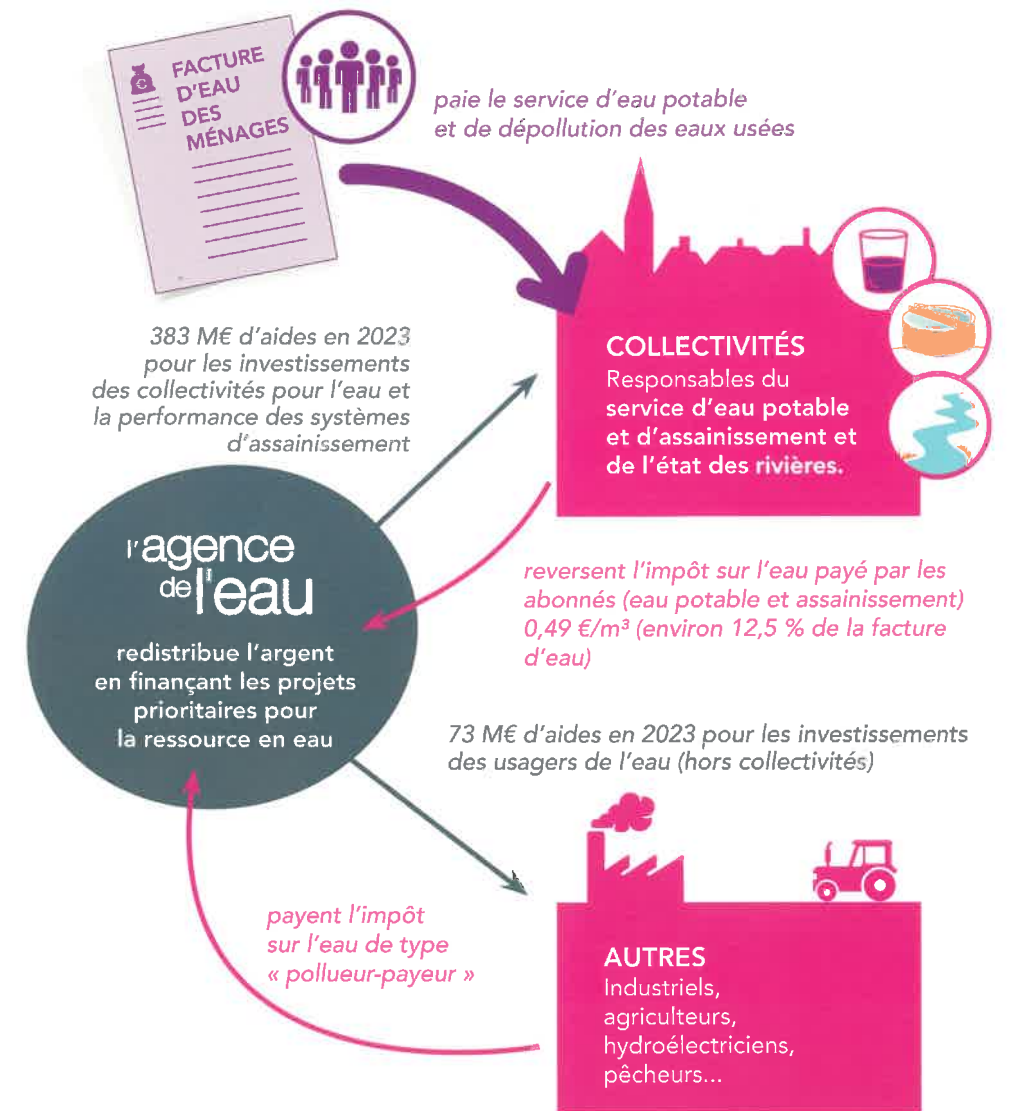 FACTURE
D'EAU
DES
MÉNAGES
paie le service d'eau potable
et de dépollution des eaux usées
383 M€ d'aides en 2023
pour les investissements
des collectivités pour l'eau et
la performance des systèmes
d'assainissement
COLLECTIVITÉS
Responsables du
service d'eau potable
et d'assainissement et
de l'état des rivières.
l'agence
de l'eau
redistribue l'argent
en finançant les projets
prioritaires pour
la ressource en eau
reversent l'impôt sur l'eau payé par les
abonnés (eau potable et assainissement)
0,49 €/m³ (environ 12,5 % de la facture
d'eau)
73 M€ d'aides en 2023 pour les investissements
des usagers de l'eau (hors collectivités)
payent l'impôt
sur l'eau de type
« pollueur-payeur »
AUTRES
Industriels,
agriculteurs,
hydroélectriciens,
pêcheurs...